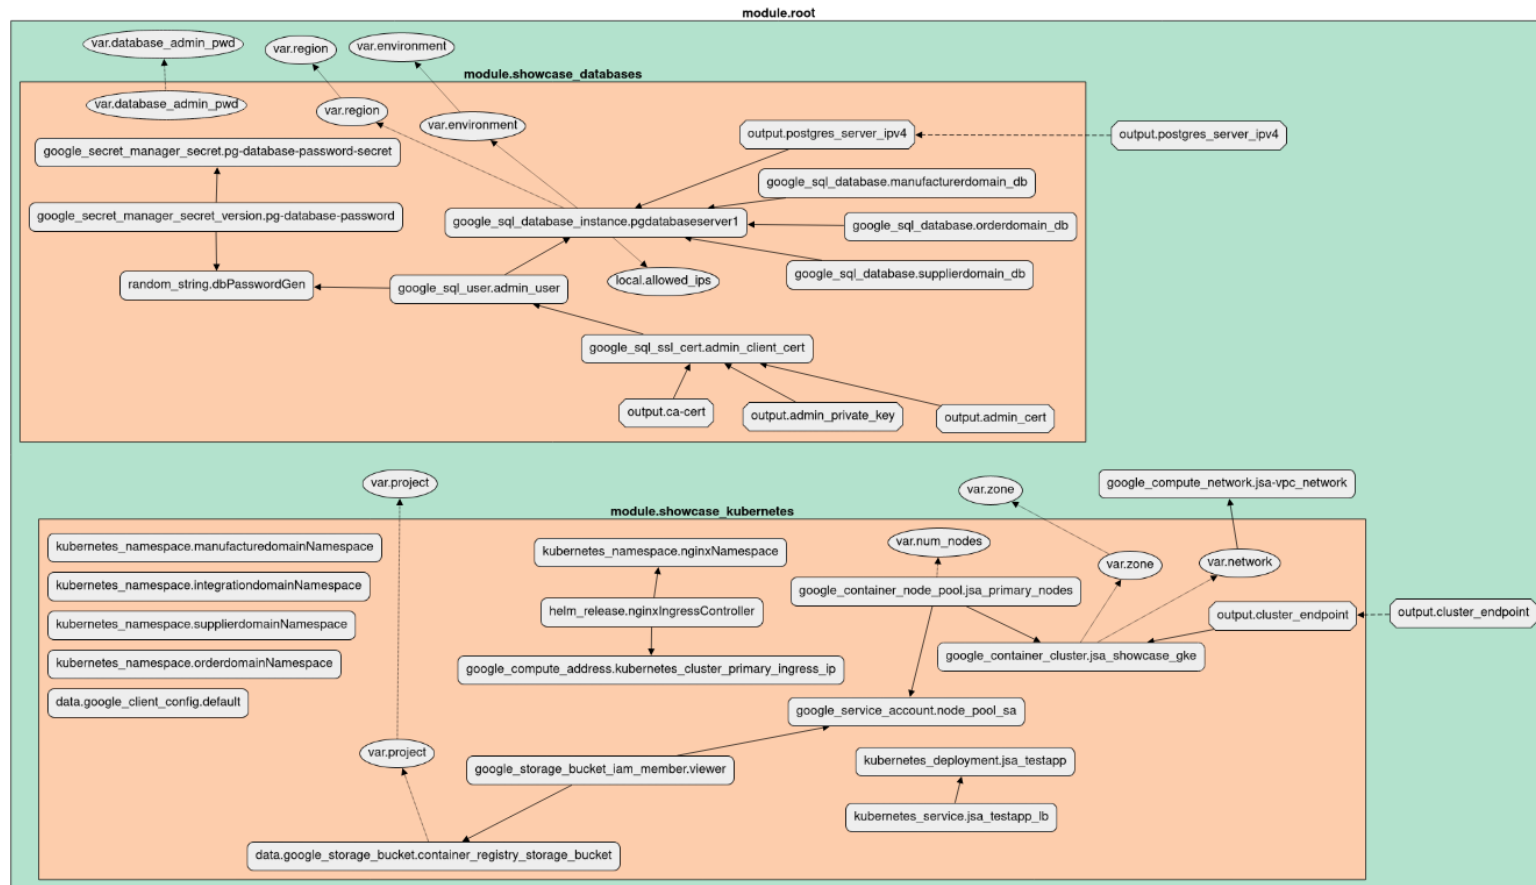 module.root
var.database_admin_pwd
var.region
var.environment
module.showcase_databases
var.database_admin_pwd
var.region
var.environment
output.postgres_server_ipv4
output.postgres_server_ipv4
google_secret_manager_secret.pg-database-password-secret
google_sql_database.manufacturerdomain_db
google_secret_manager_secret_version.pg-database-password
google_sql_database_instance.pgdatabaseserver1
google_sql_database.orderdomain_db
random_string.dbPasswordGen
google_sql_user.admin_user
local.allowed_ips
google_sql_database.supplierdomain_db
google_sql_ssl_cert.admin_client_cert
output.ca-cert
output.admin_private_key
output.admin_cert
var.project
var.zone
google_compute_network.jsa-vpc_network
module.showcase_kubernetes
kubernetes_namespace.manufacturedomainNamespace
kubernetes_namespace.nginxNamespace
var.num_nodes
var.zone
var.network
kubernetes_namespace.integrationdomainNamespace
helm_release.nginxIngressController
google_container_node_pool.jsa_primary_nodes
output.cluster_endpoint
output.cluster_endpoint
kubernetes_namespace.supplierdomainNamespace
kubernetes_namespace.orderdomainNamespace
google_compute_address.kubernetes_cluster_primary_ingress_ip
google_container_cluster.jsa_showcase_gke
data.google_client_config.default
google_service_account.node_pool_sa
var.project
google_storage_bucket_iam_member.viewer
kubernetes_deployment.jsa_testapp
kubernetes_service.jsa_testapp_lb
data.google_storage_bucket.container_registry_storage_bucket